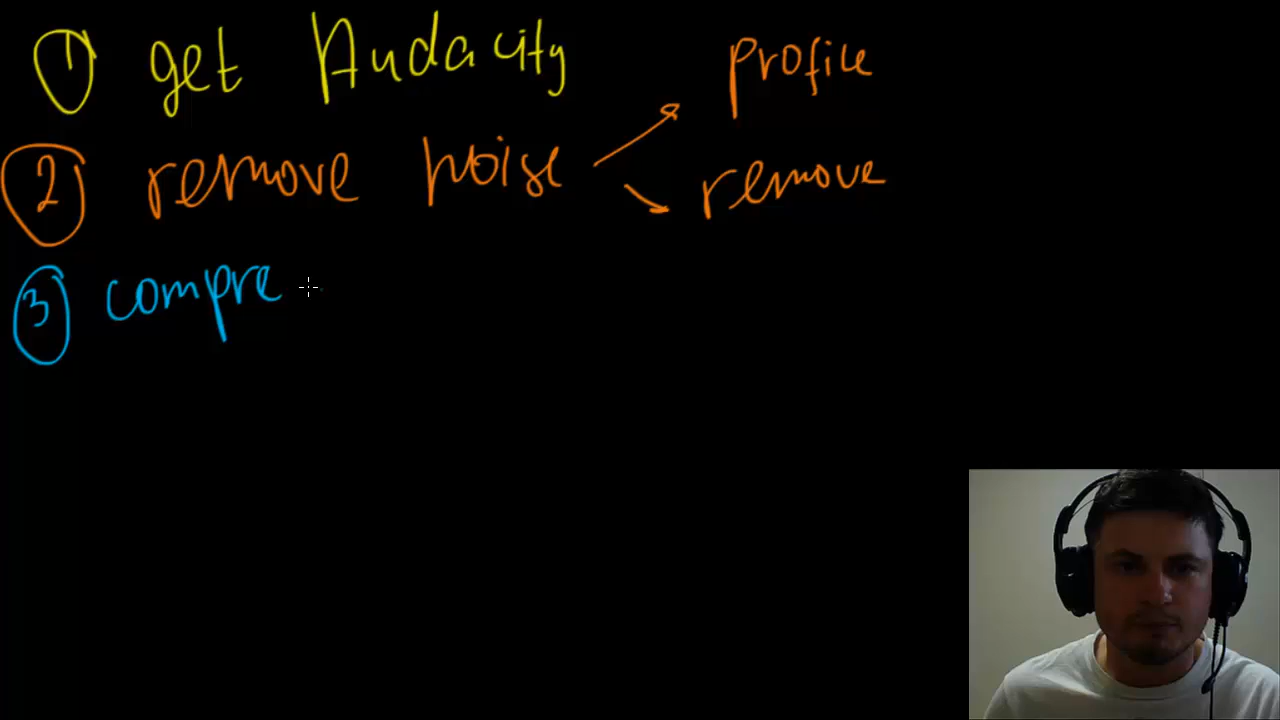 1 get Audacity
profile
2 remove noise
remove
3 compre